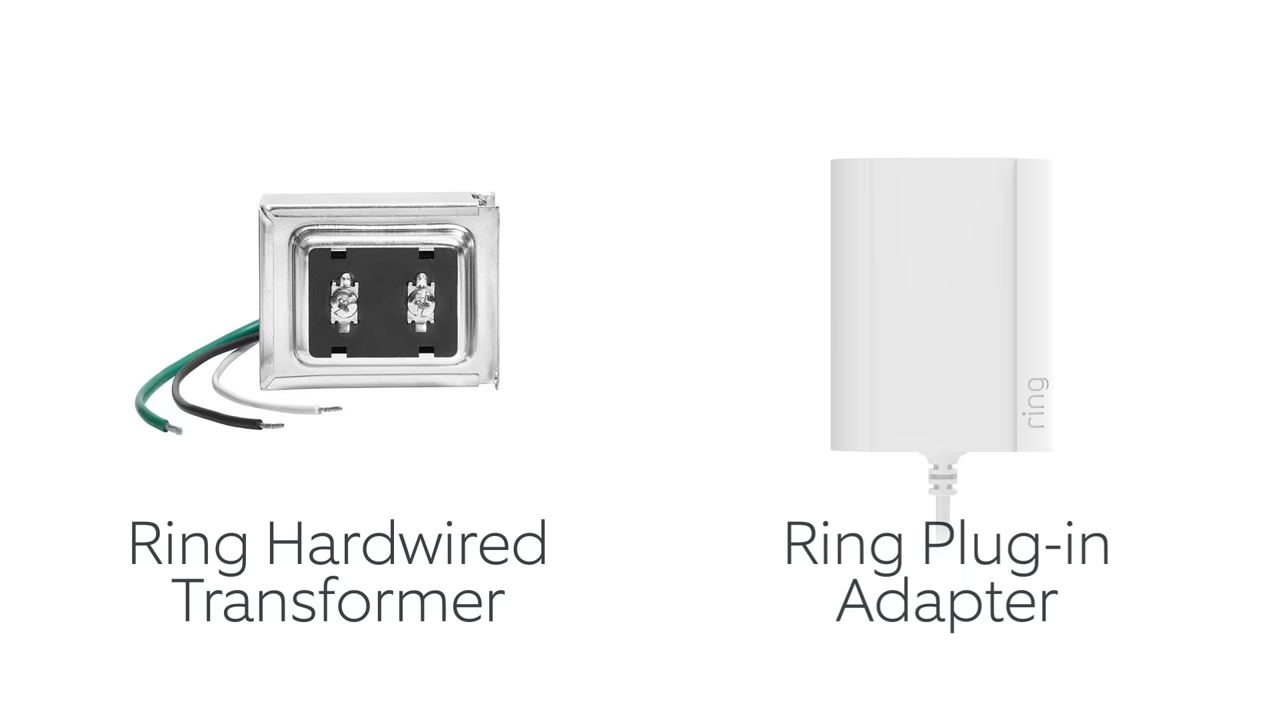 ring
Ring Hardwired
Transformer
Ring Plug-in
Adapter